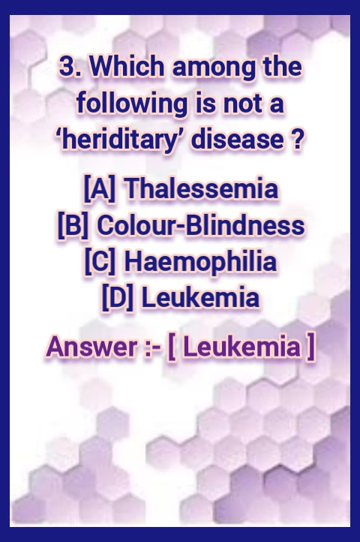 3. Which among the
following is not a
‘heriditary’ disease ?
[A] Thalessemia
[B] Colour-Blindness
[C] Haemophilia
[D] Leukemia
Answer :- [ Leukemia ]